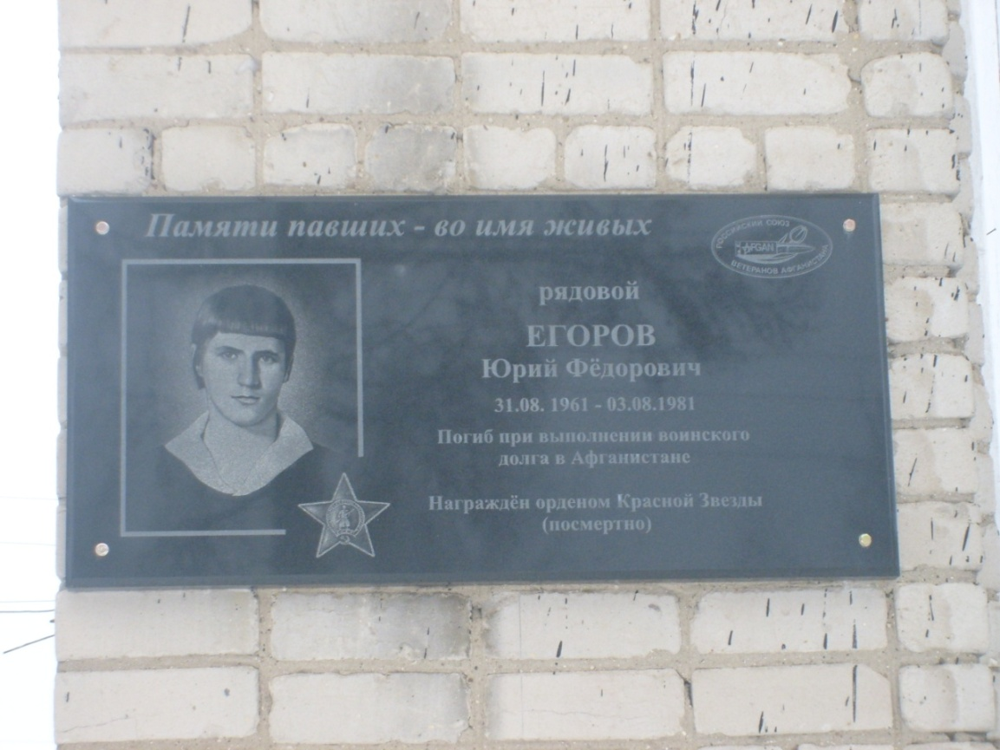 Памяти павших - во имя живых
РОССИЙСКИЙ СОЮЗ
AFGAN
ВЕТЕРАНОВ АФГАНИСТАНА
рядовой
ЕГОРОВ
Юрий Фёдорович
31.08. 1961 - 03.08.1981
Погиб при выполнении воинского
долга в Афганистане
Награждён орденом Красной Звезды
(посмертно)